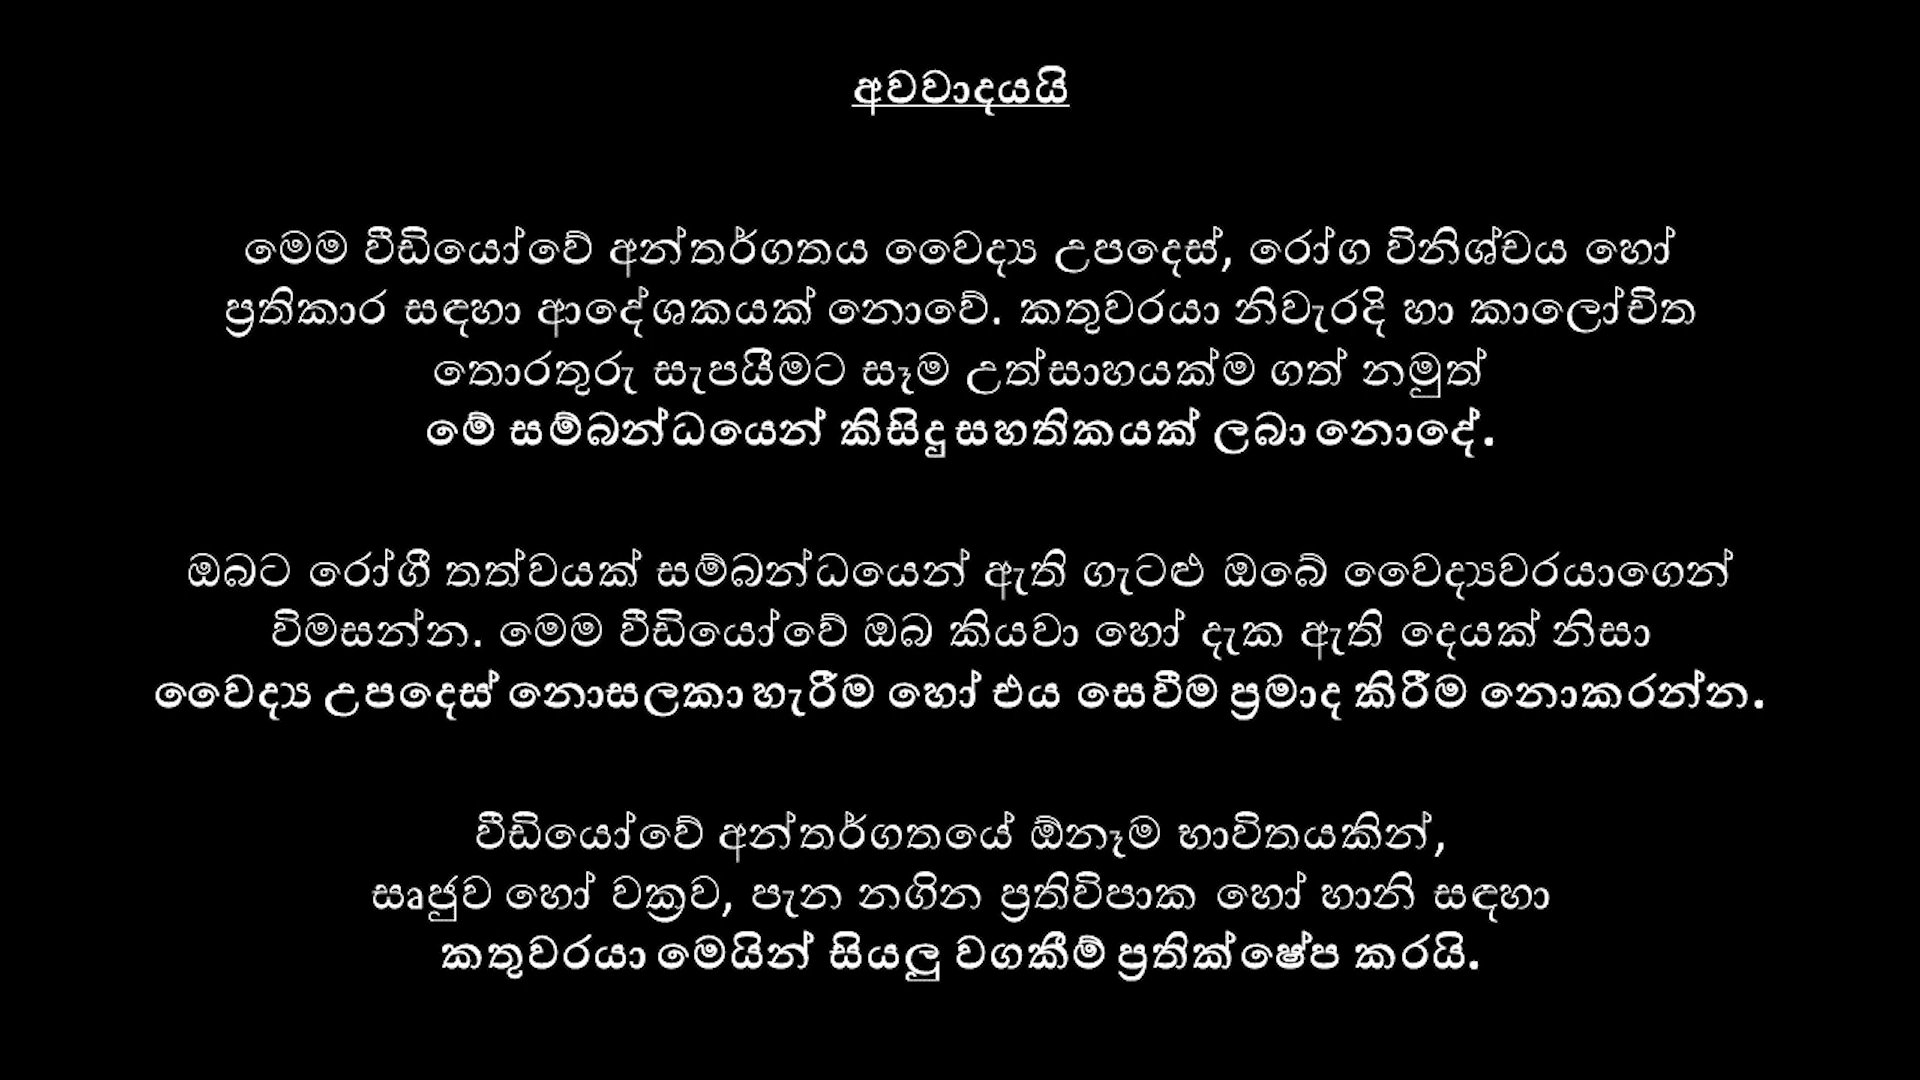 අවවාදයයි
මෙම වීඩියෝවේ අන්තර්ගතය වෛද්‍ය උපදෙස්, රෝග විනිශ්චය හෝ
ප්‍රතිකාර සඳහා ආදේශකයක් නොවේ. කතුවරයා නිවැරදි හා කාලෝචිත
තොරතුරු සැපයීමට සෑම උත්සාහයක්ම ගත් නමුත්
මේ සම්බන්ධයෙන් කිසිදු සහතිකයක් ලබා නොදේ.
ඔබට රෝගී තත්වයක් සම්බන්ධයෙන් ඇති ගැටළු ඔබේ වෛද්‍යවරයාගෙන්
විමසන්න. මෙම වීඩියෝවේ ඔබ කියවා හෝ දැක ඇති දෙයක් නිසා
වෛද්‍ය උපදෙස් නොසලකා හැරීම හෝ එය සෙවීම ප්‍රමාද කිරීම නොකරන්න.
වීඩියෝවේ අන්තර්ගතයේ ඕනෑම භාවිතයකින්,
සෘජුව හෝ වක්‍රව, පැන නගින ප්‍රතිවිපාක හෝ හානි සඳහා
කතුවරයා මෙයින් සියලු වගකීම් ප්‍රතික්ෂේප කරයි.